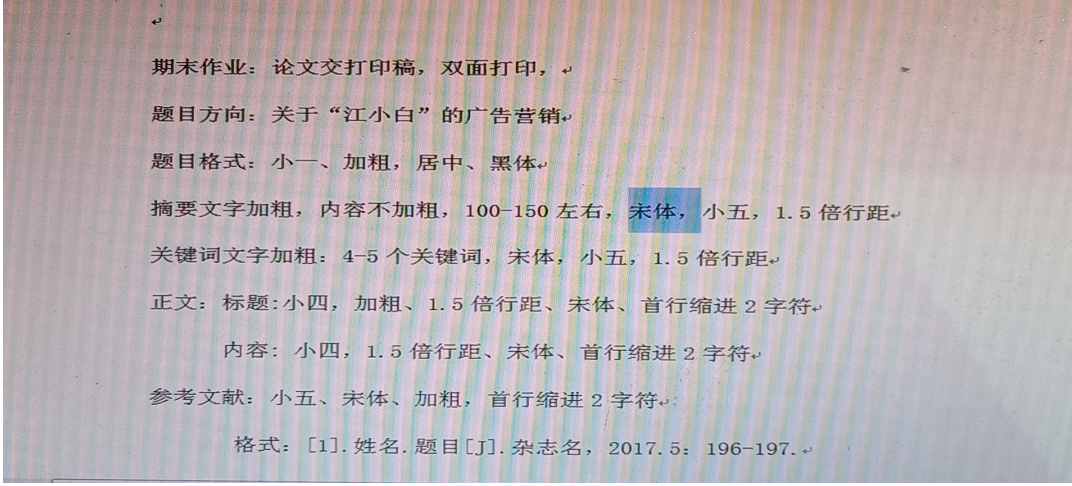 期末作业：论文交打印稿，双面打印，
题目方向：关于“江小白”的广告营销
题目格式：小一、加粗，居中、黑体
摘要文字加粗，内容不加粗，100-150 左右，宋体，小五，1.5 倍行距
关键词文字加粗：4-5 个关键词，宋体，小五，1.5 倍行距
正文：标题:小四，加粗、1.5 倍行距、宋体、首行缩进 2 字符
内容: 小四，1.5 倍行距、宋体、首行缩进 2 字符
参考文献：小五、宋体、加粗，首行缩进 2 字符
格式：[1].姓名.题目[J].杂志名，2017.5：196-197.